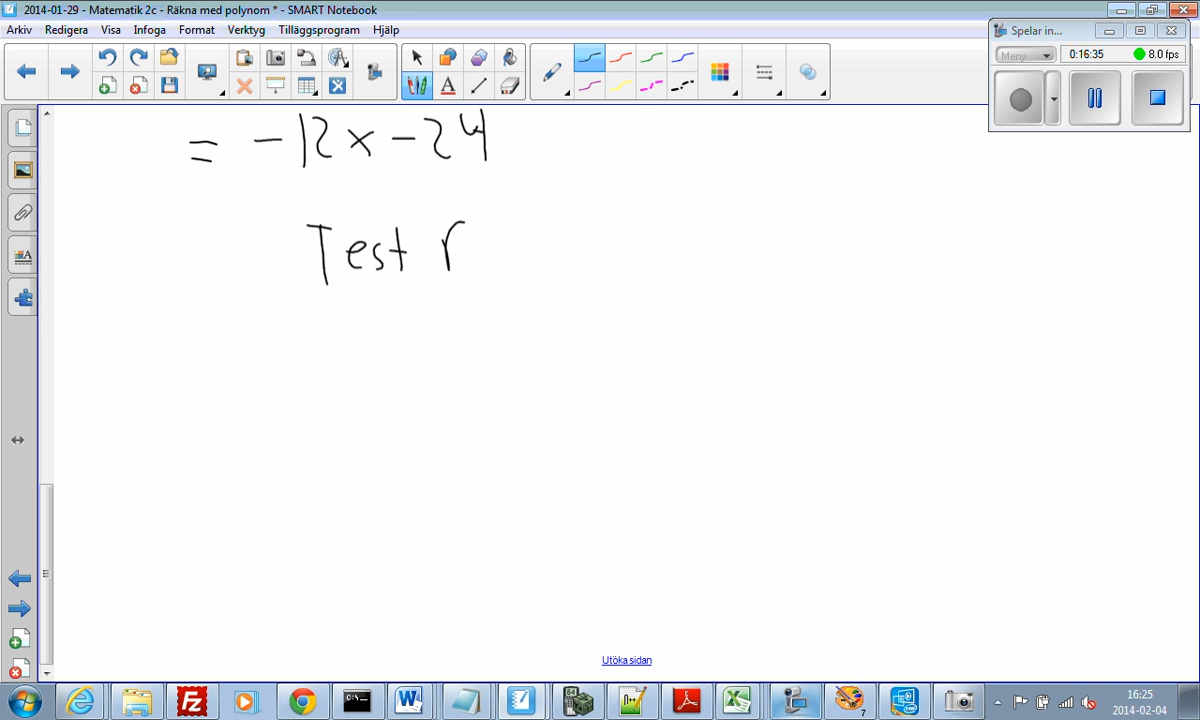 2014-01-29 - Matematik 2c - Räkna med polynom * - SMART Notebook
Arkiv Redigera Visa Infoga Format Verktyg Tilläggsprogram Hjälp
Spelar in...
Meny 0:16:35 8.0 fps
= -12x - 24
Test r
Utöka sidan
16:25
2014-02-04